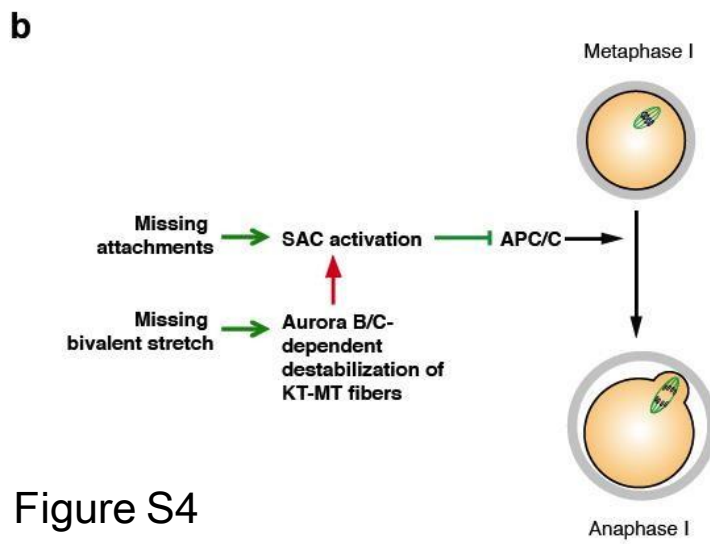 b
Metaphase I
Missing
attachments
SAC activation
APC/C
Missing
bivalent stretch
Aurora B/C-
dependent
destabilization of
KT-MT fibers
Figure S4
Anaphase I